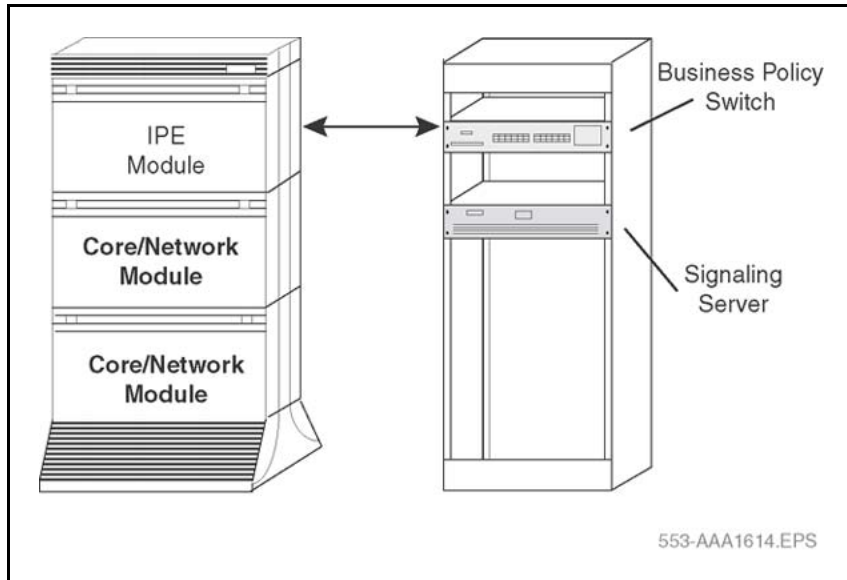 IPE
Module
Core/Network
Module
Core/Network
Module
Business Policy
Switch
Signaling
Server
553-AAA1614.EPS